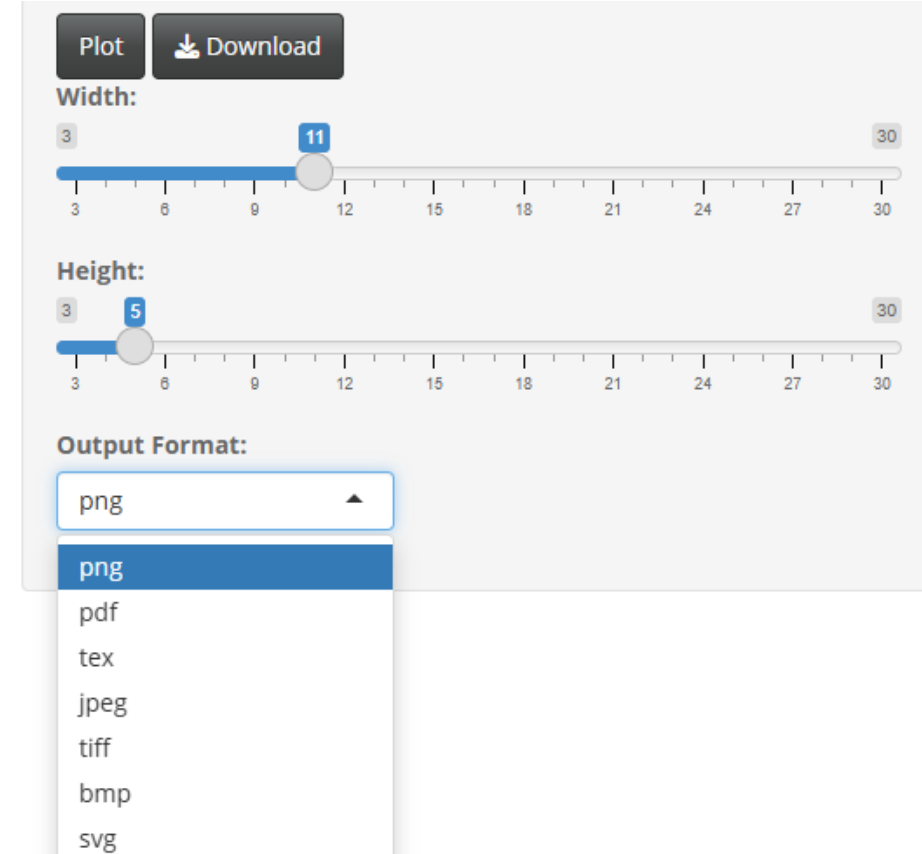 Plot Download
Width:
3 11 30
3 6 9 12 15 18 21 24 27 30
Height:
3 5 30
3 6 9 12 15 18 21 24 27 30
Output Format:
png
png
pdf
tex
jpeg
tiff
bmp
svg